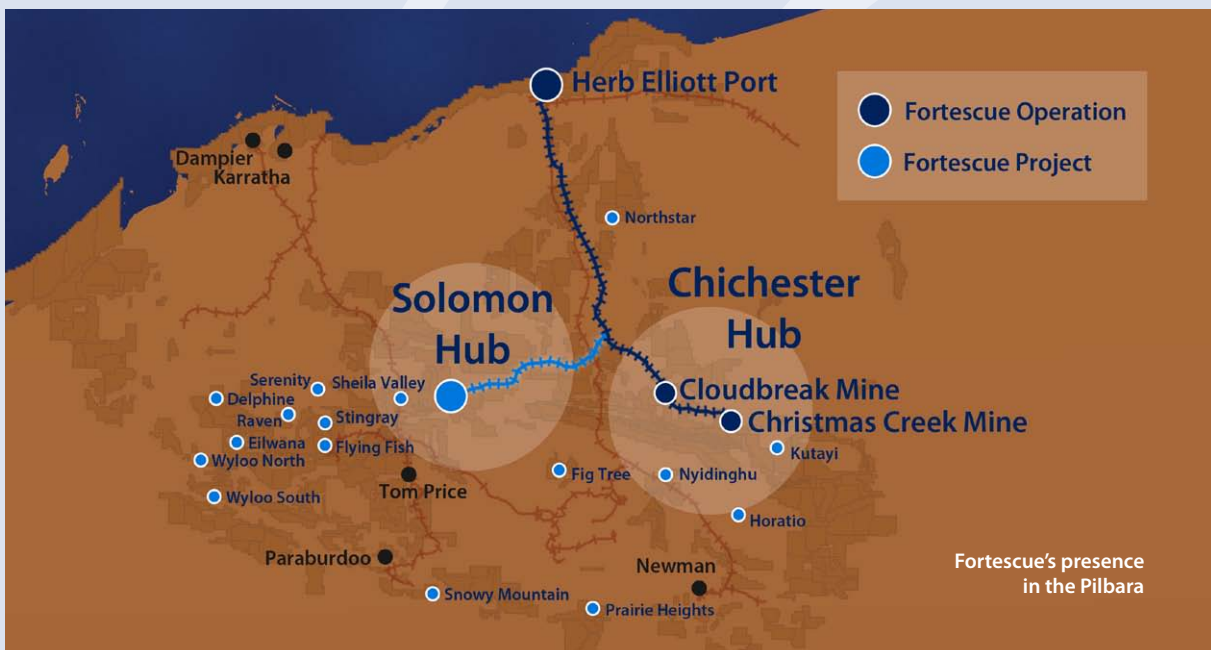 Herb Elliott Port
Fortescue Operation
Fortescue Project
Dampier
Karratha
Northstar
Solomon
Hub
Chichester
Hub
Serenity
Sheila Valley
Delphine
Cloudbreak Mine
Raven
Stingray
Christmas Creek Mine
Eilwana
Flying Fish
Kutayi
Wyloo North
Fig Tree
Nyidinghu
Tom Price
Wyloo South
Horatio
Paraburdoo
Newman
Fortescue's presence
in the Pilbara
Snowy Mountain
Prairie Heights